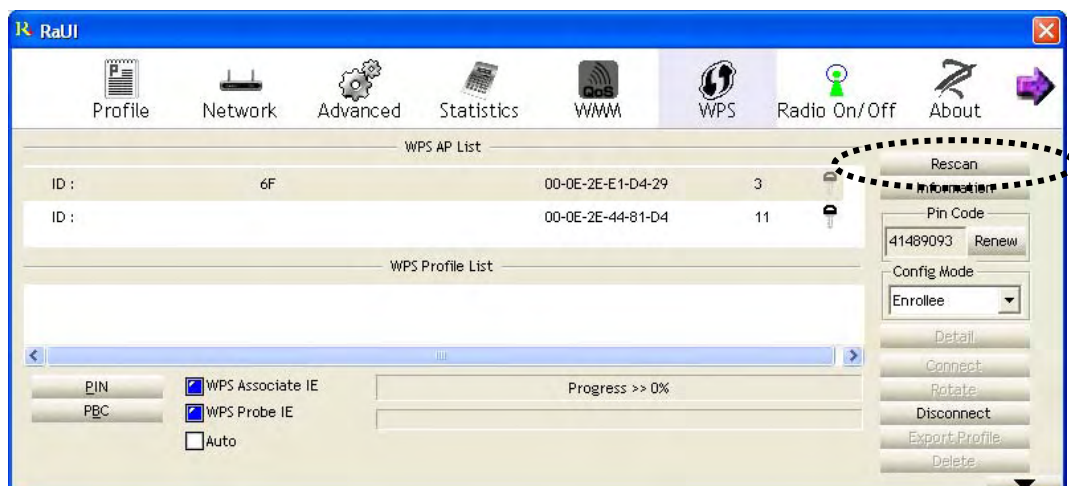 RaUI
Profile Network Advanced Statistics QoS WMM WPS Radio On/Off About
WPS AP List
ID : 6F 00-0E-2E-E1-D4-29 3
ID : 00-0E-2E-44-81-D4 11
WPS Profile List
Rescan
Information
Pin Code
41489093 Renew
Config Mode
Enrollee
Detail
Connect
Rotate
Disconnect
Export Profile
Delete
PIN
PBC
WPS Associate IE
WPS Probe IE
Auto
Progress >> 0%